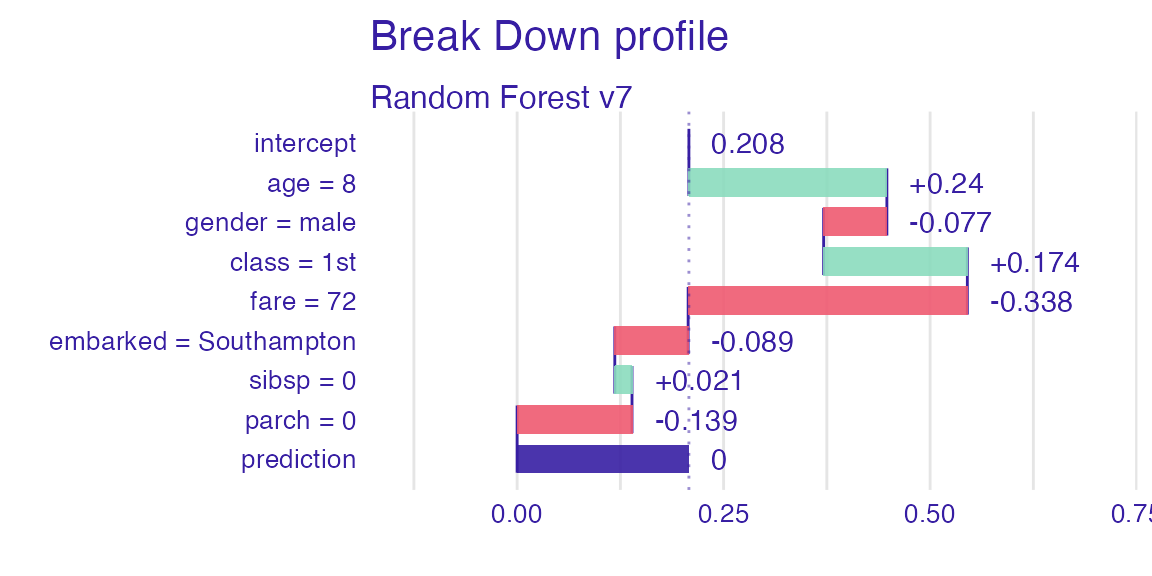 Break Down profile
Random Forest v7
intercept 0.208
age = 8 +0.24
gender = male -0.077
class = 1st +0.174
fare = 72 -0.338
embarked = Southampton -0.089
sibsp = 0 +0.021
parch = 0 -0.139
prediction 0
0.00 0.25 0.50 0.75